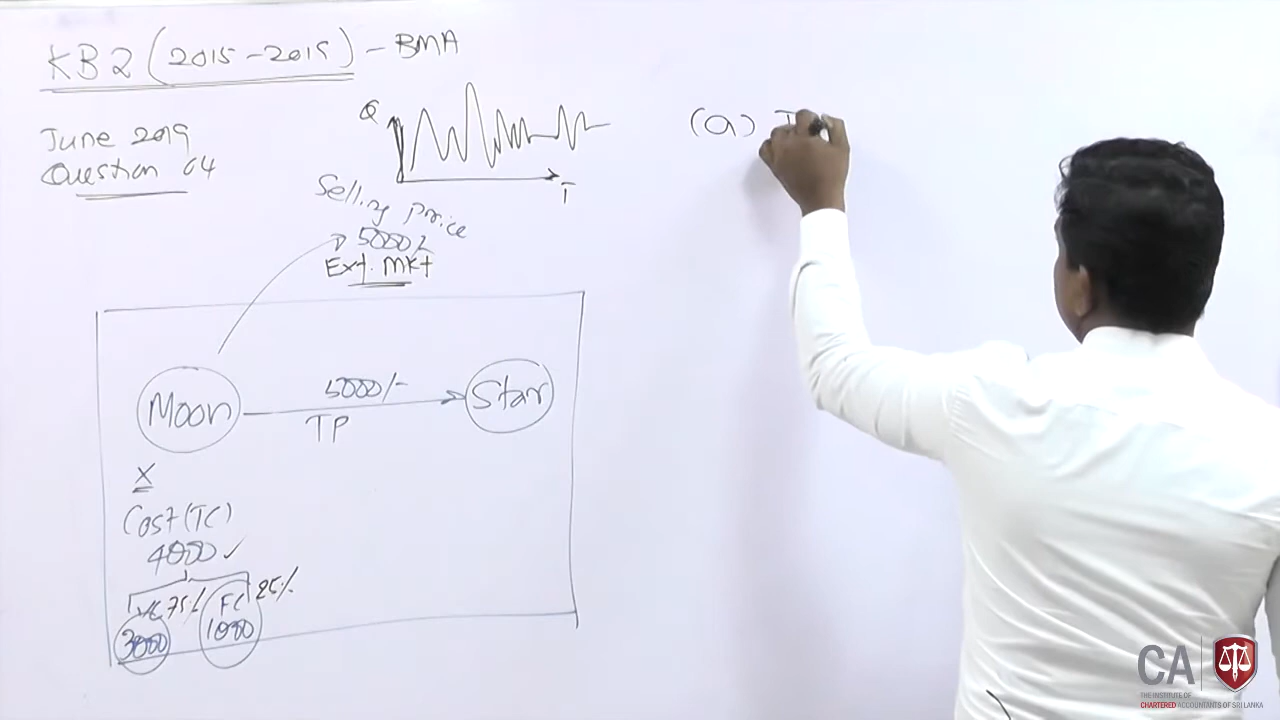 KB2 (2015-2019) - BMA
June 2019
Question 04
Q
T
Selling price
5000/-
Ext. Mkt
Moon
5000/-
TP
Star
X
Cost (TC)
4000 ✓
VC 75%
FC 25%
3000
1000
(a) T
CA
THE INSTITUTE OF
CHARTERED ACCOUNTANTS OF SRI LANKA